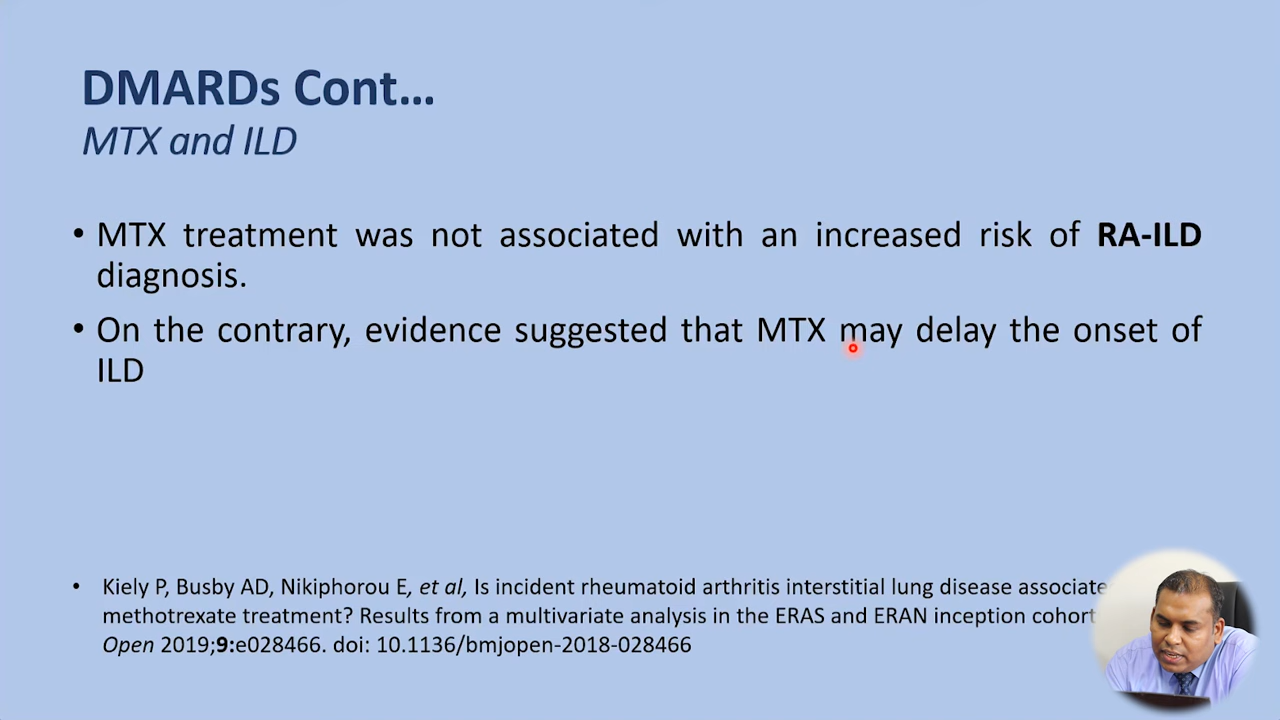 DMARDs Cont…
MTX and ILD
• MTX treatment was not associated with an increased risk of RA-ILD
diagnosis.
• On the contrary, evidence suggested that MTX may delay the onset of
ILD
• Kiely P, Busby AD, Nikiphorou E, et al, Is incident rheumatoid arthritis interstitial lung disease
methotrexate treatment? Results from a multivariate analysis in the ERAS and ERAN inception
Open 2019;9:e028466. doi: 10.1136/bmjopen-2018-028466